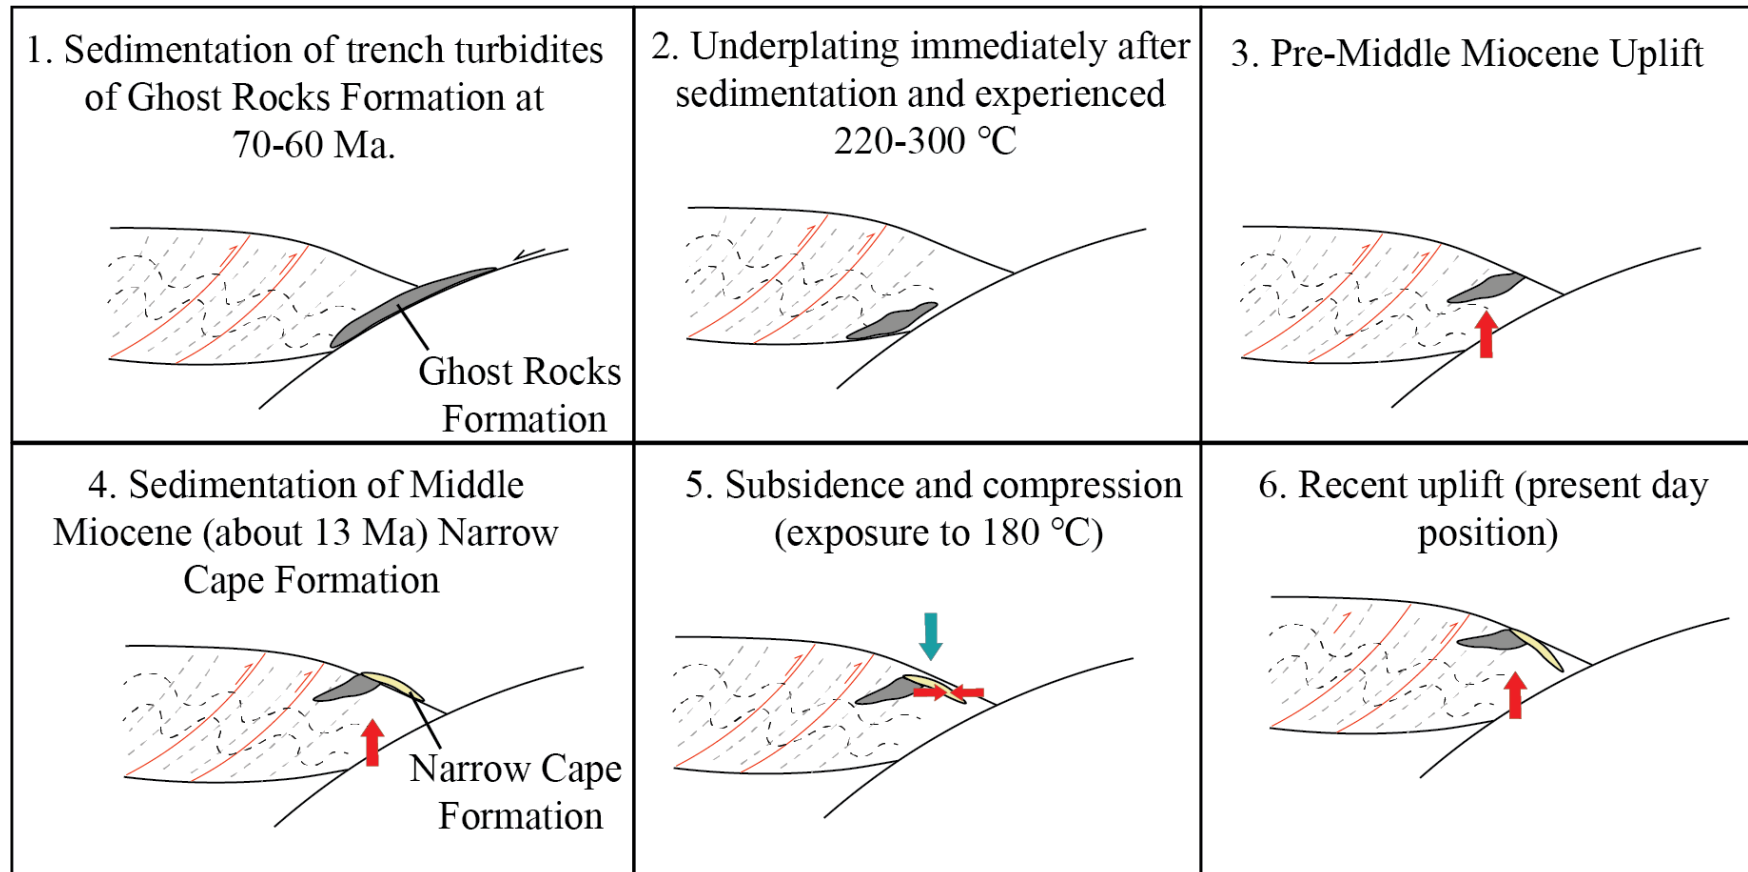 1. Sedimentation of trench turbidites
of Ghost Rocks Formation at
70-60 Ma.
Ghost Rocks
Formation
2. Underplating immediately after
sedimentation and experienced
220-300 ℃
3. Pre-Middle Miocene Uplift
4. Sedimentation of Middle
Miocene (about 13 Ma) Narrow
Cape Formation
Narrow Cape
Formation
5. Subsidence and compression
(exposure to 180 ℃)
6. Recent uplift (present day
position)